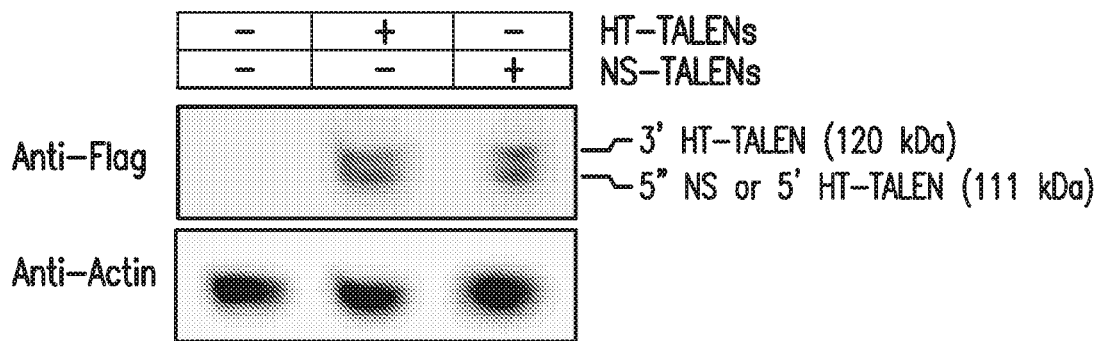 − + − HT−TALENs
− − + NS−TALENs
Anti−Flag
3' HT−TALEN (120 kDa)
5" NS or 5' HT−TALEN (111 kDa)
Anti−Actin